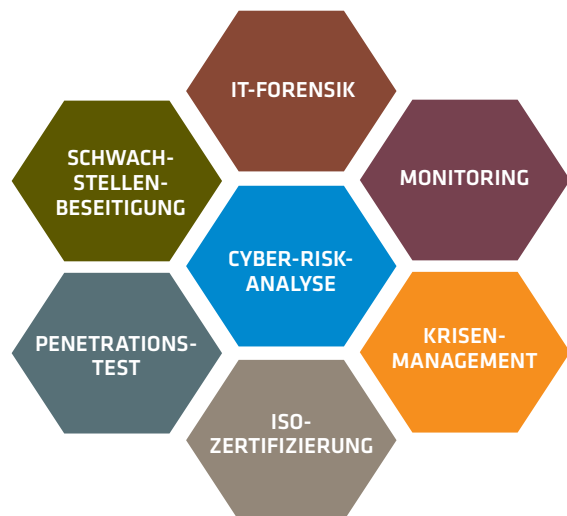 IT-FORENSIK
SCHWACH-
STELLEN-
BESEITIGUNG
MONITORING
CYBER-RISK-
ANALYSE
PENETRATIONS-
TEST
KRISEN-
MANAGEMENT
ISO-
ZERTIFIZIERUNG